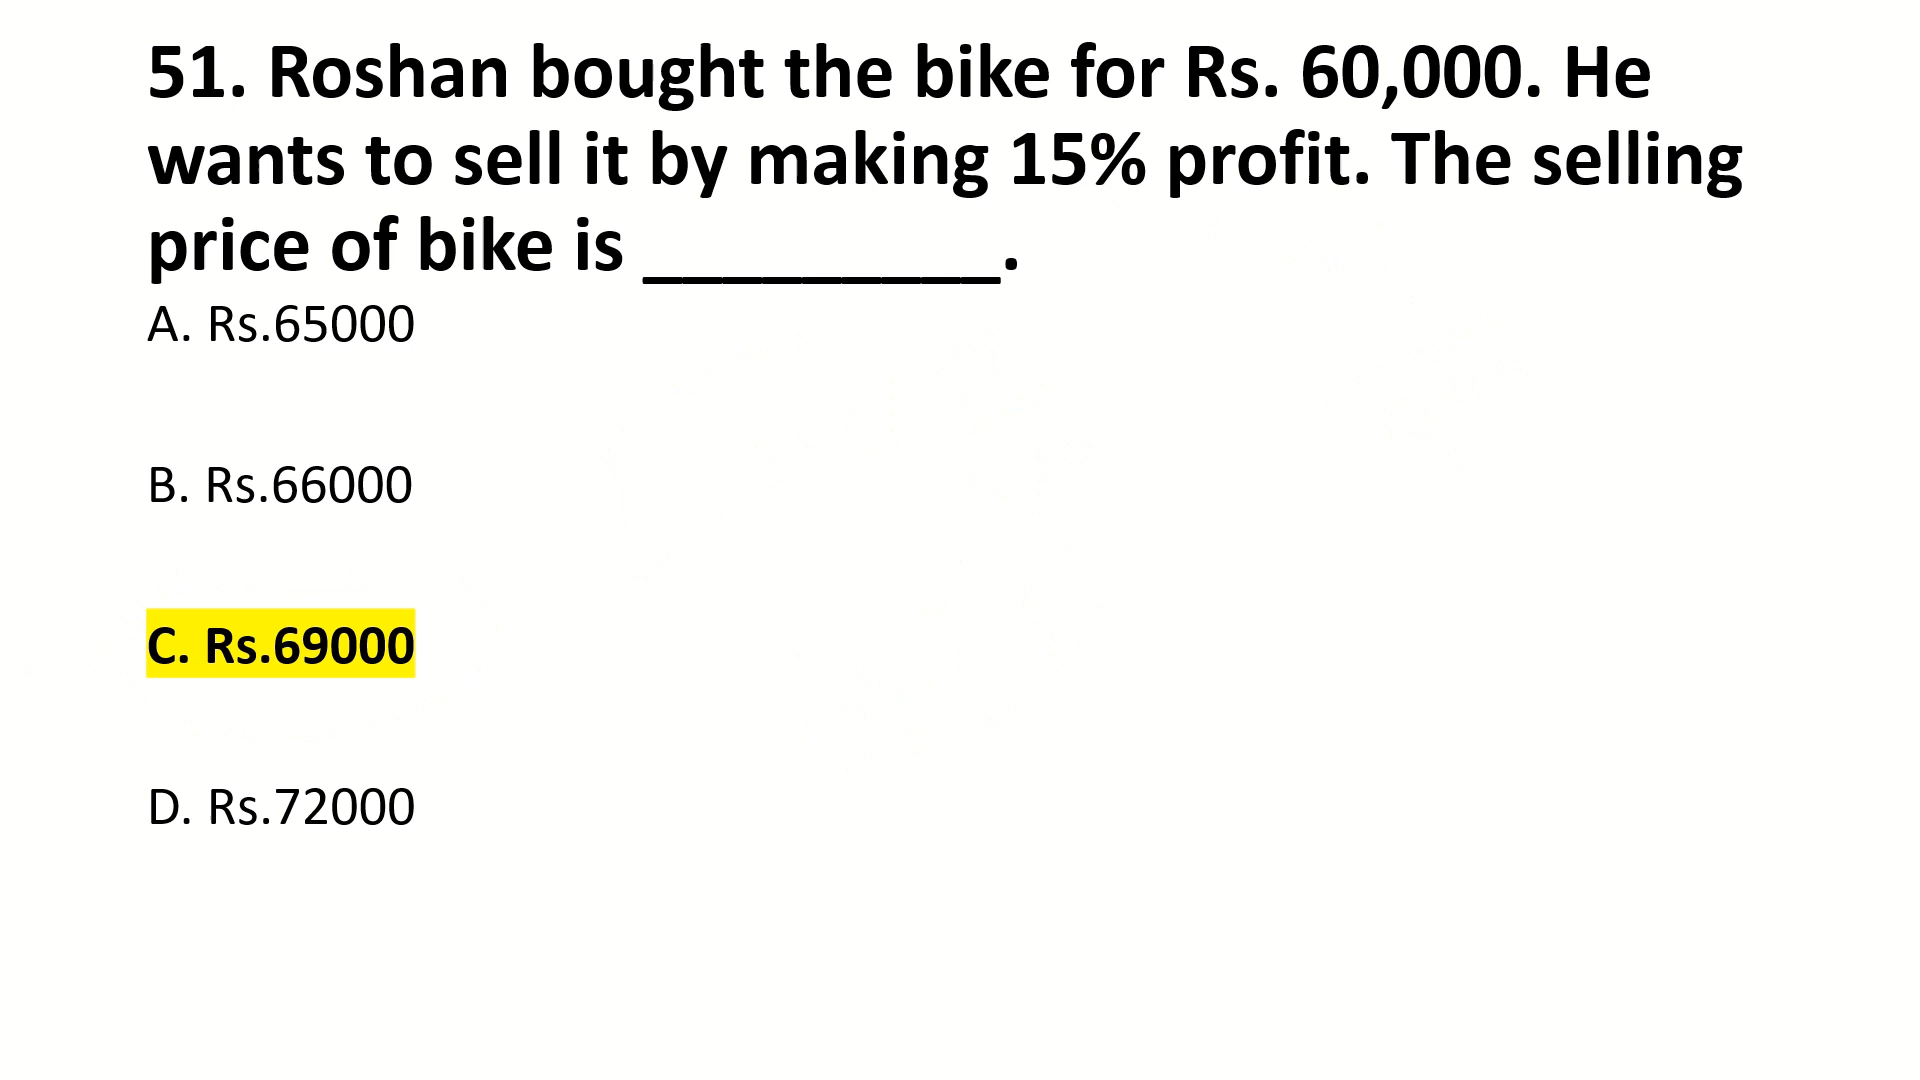 51. Roshan bought the bike for Rs. 60,000. He
wants to sell it by making 15% profit. The selling
price of bike is _________.
A. Rs.65000
B. Rs.66000
C. Rs.69000
D. Rs.72000